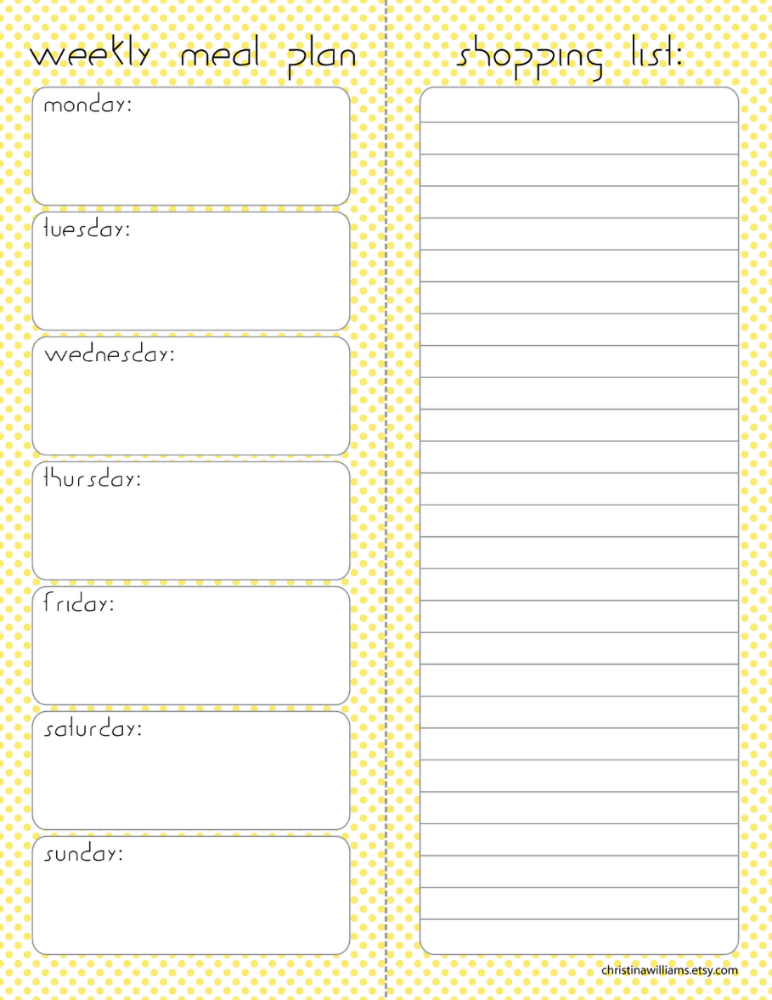 weekly meal plan
monday:
tuesday:
wednesday:
thursday:
friday:
saturday:
sunday:
shopping list:
christinawilliams.etsy.com